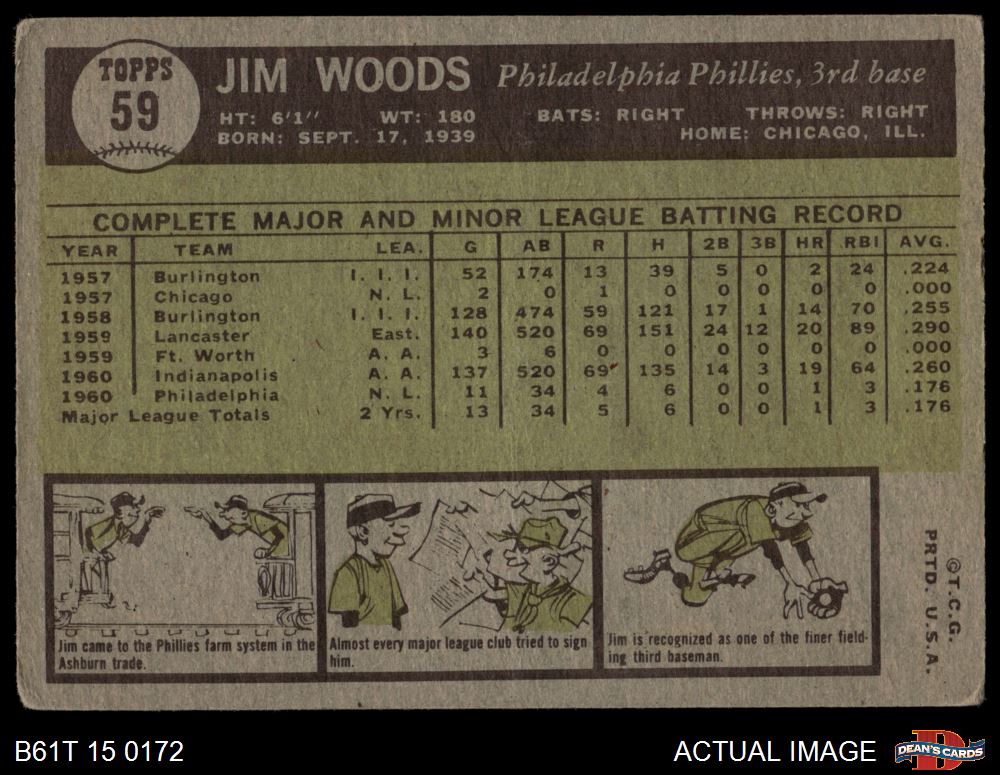 TOPPS
59
JIM WOODS Philadelphia Phillies, 3rd base
HT: 6'1" WT: 180 BATS: RIGHT THROWS: RIGHT
BORN: SEPT. 17, 1939 HOME: CHICAGO, ILL.
COMPLETE MAJOR AND MINOR LEAGUE BATTING RECORD
YEAR TEAM LEA. G AB R H 2B 3B HR RBI AVG.
1957 Burlington I. I. I. 52 174 13 39 5 0 2 24 .224
1957 Chicago N. L. 2 0 1 0 0 0 0 0 .000
1958 Burlington I. I. I. 128 474 59 121 17 1 14 70 .255
1959 Lancaster East. 140 520 69 151 24 12 20 89 .290
1959 Ft. Worth A. A. 3 6 0 0 0 0 0 0 .000
1960 Indianapolis A. A. 137 520 69 135 14 3 19 64 .260
1960 Philadelphia N. L. 11 34 4 6 0 0 1 3 .176
Major League Totals 2 Yrs. 13 34 5 6 0 0 1 3 .176
Jim came to the Phillies farm system in the
Ashburn trade.
Almost every major league club tried to sign
him.
Jim is recognized as one of the finer field-
ing third baseman.
©T.C.G.
PRTD. U.S.A.
B61T 15 0172
ACTUAL IMAGE
D
DEAN'S CARDS